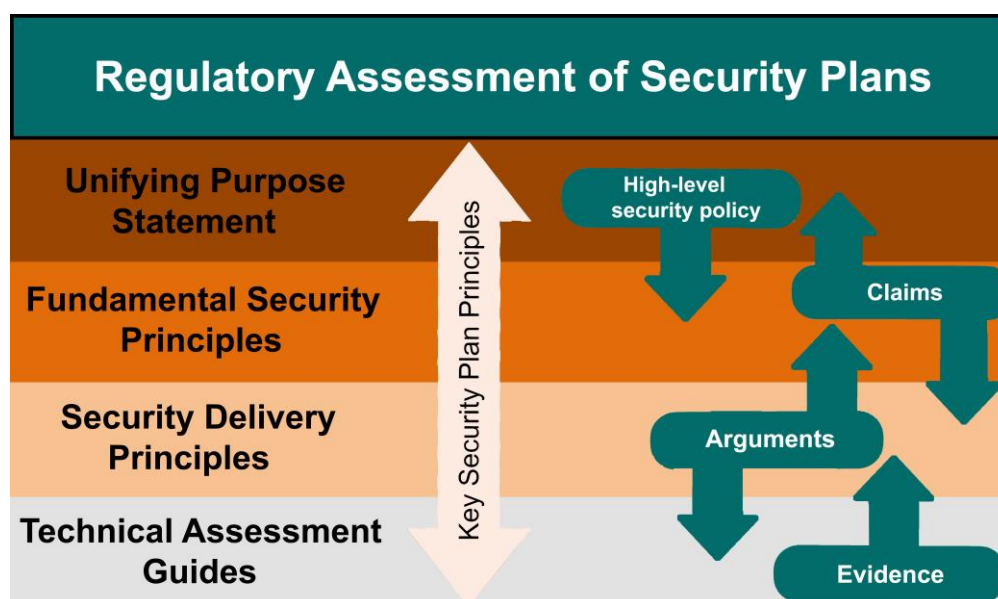 Regulatory Assessment of Security Plans
Unifying Purpose
Statement
High-level
security policy
Key Security Plan Principles
Fundamental Security
Principles
Claims
Security Delivery
Principles
Arguments
Technical Assessment
Guides
Evidence